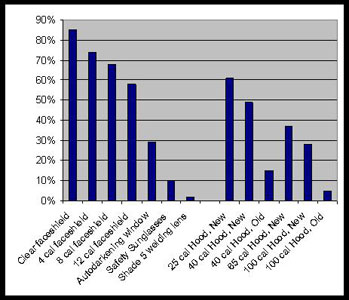 90%
80%
70%
60%
50%
40%
30%
20%
10%
0%
Clear faceshield
4 cal faceshield
8 cal faceshield
12 cal faceshield
Autodarkening window
Safety Sunglasses
Shade 5 welding lens
25 cal Hood, New
40 cal Hood, New
40 cal Hood, Old
65 cal Hood, New
100 cal Hood, New
100 cal Hood, Old